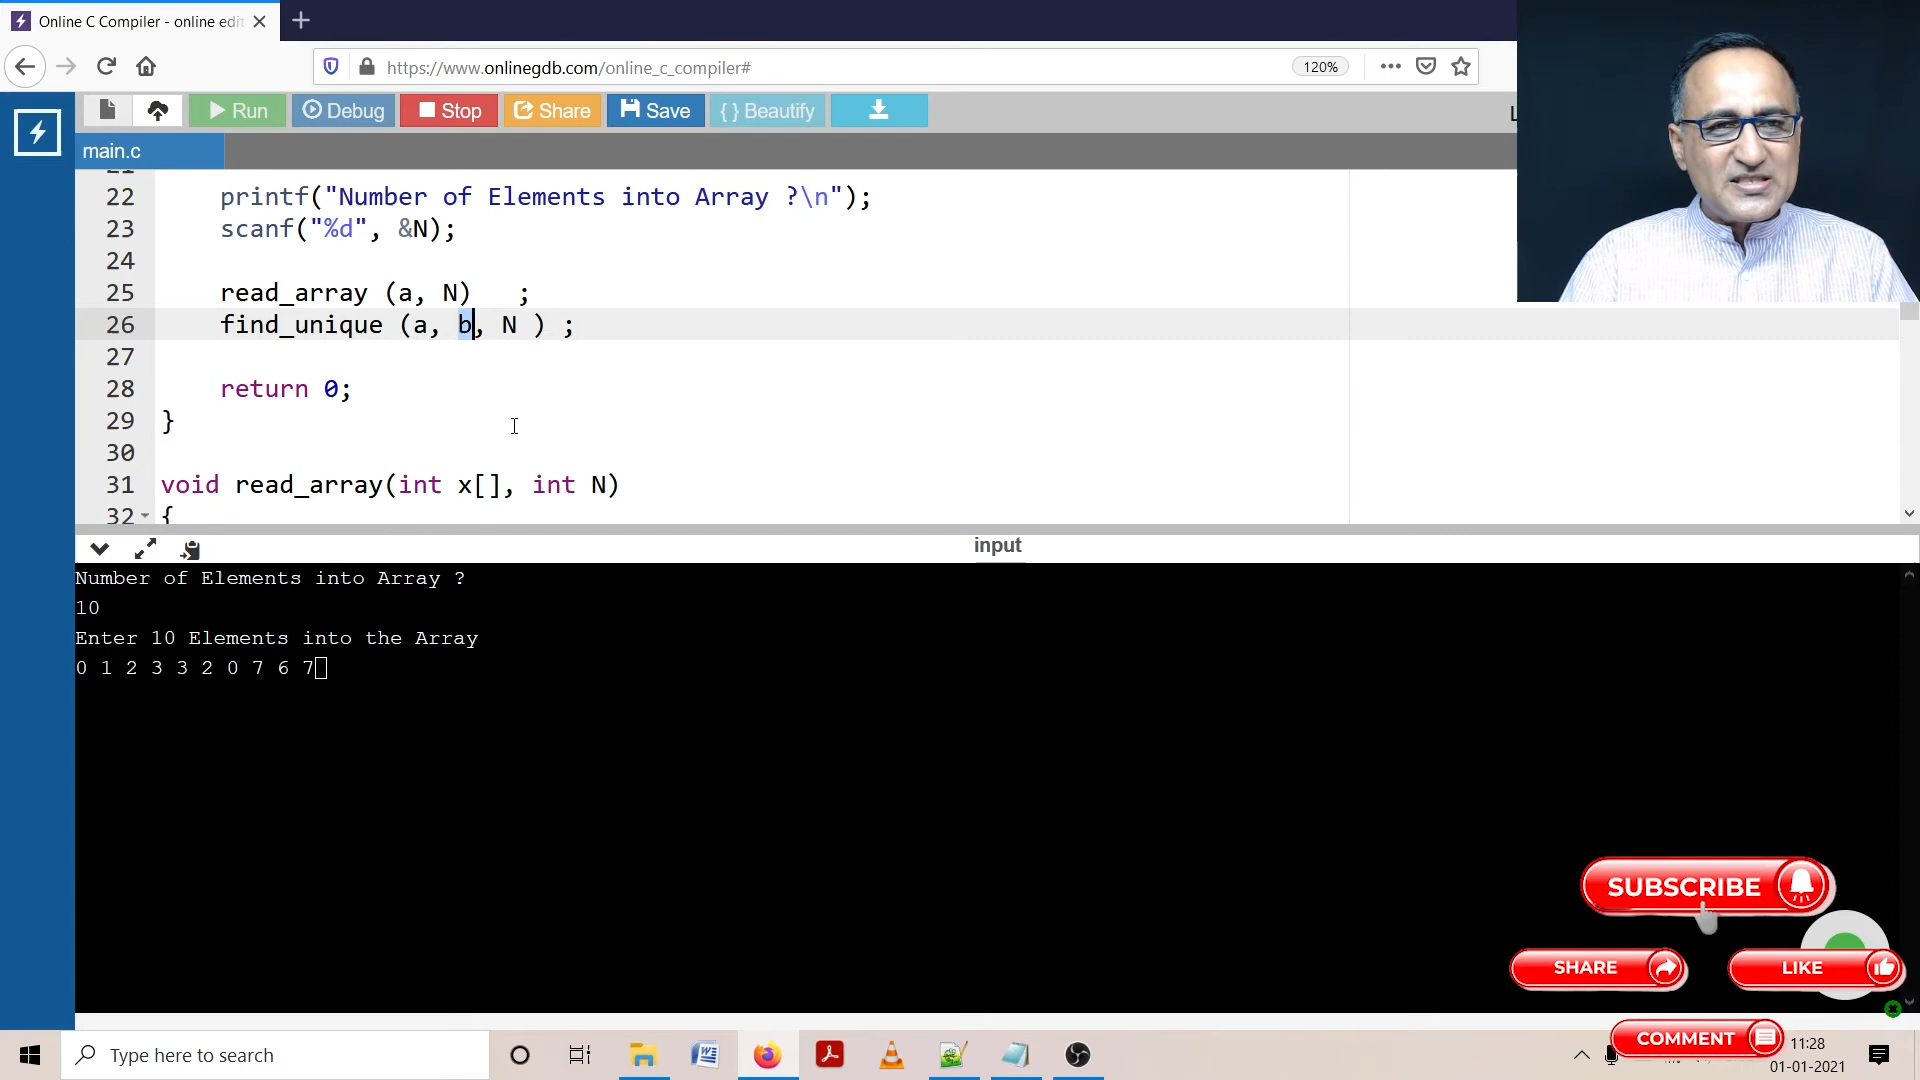 Online C Compiler - online edit
https://www.onlinegdb.com/online_c_compiler#
120%
Run
Debug
Stop
Share
Save
{ } Beautify
L
main.c
21
22 printf("Number of Elements into Array ?\n");
23 scanf("%d", &N);
24
25 read_array (a, N)   ;
26 find_unique (a, b, N ) ;
27
28 return 0;
29 }
30
31 void read_array(int x[], int N)
32 {
input
Number of Elements into Array ?
10
Enter 10 Elements into the Array
0 1 2 3 3 2 0 7 6 7
SUBSCRIBE
SHARE
LIKE
COMMENT
Type here to search
11:28
01-01-2021